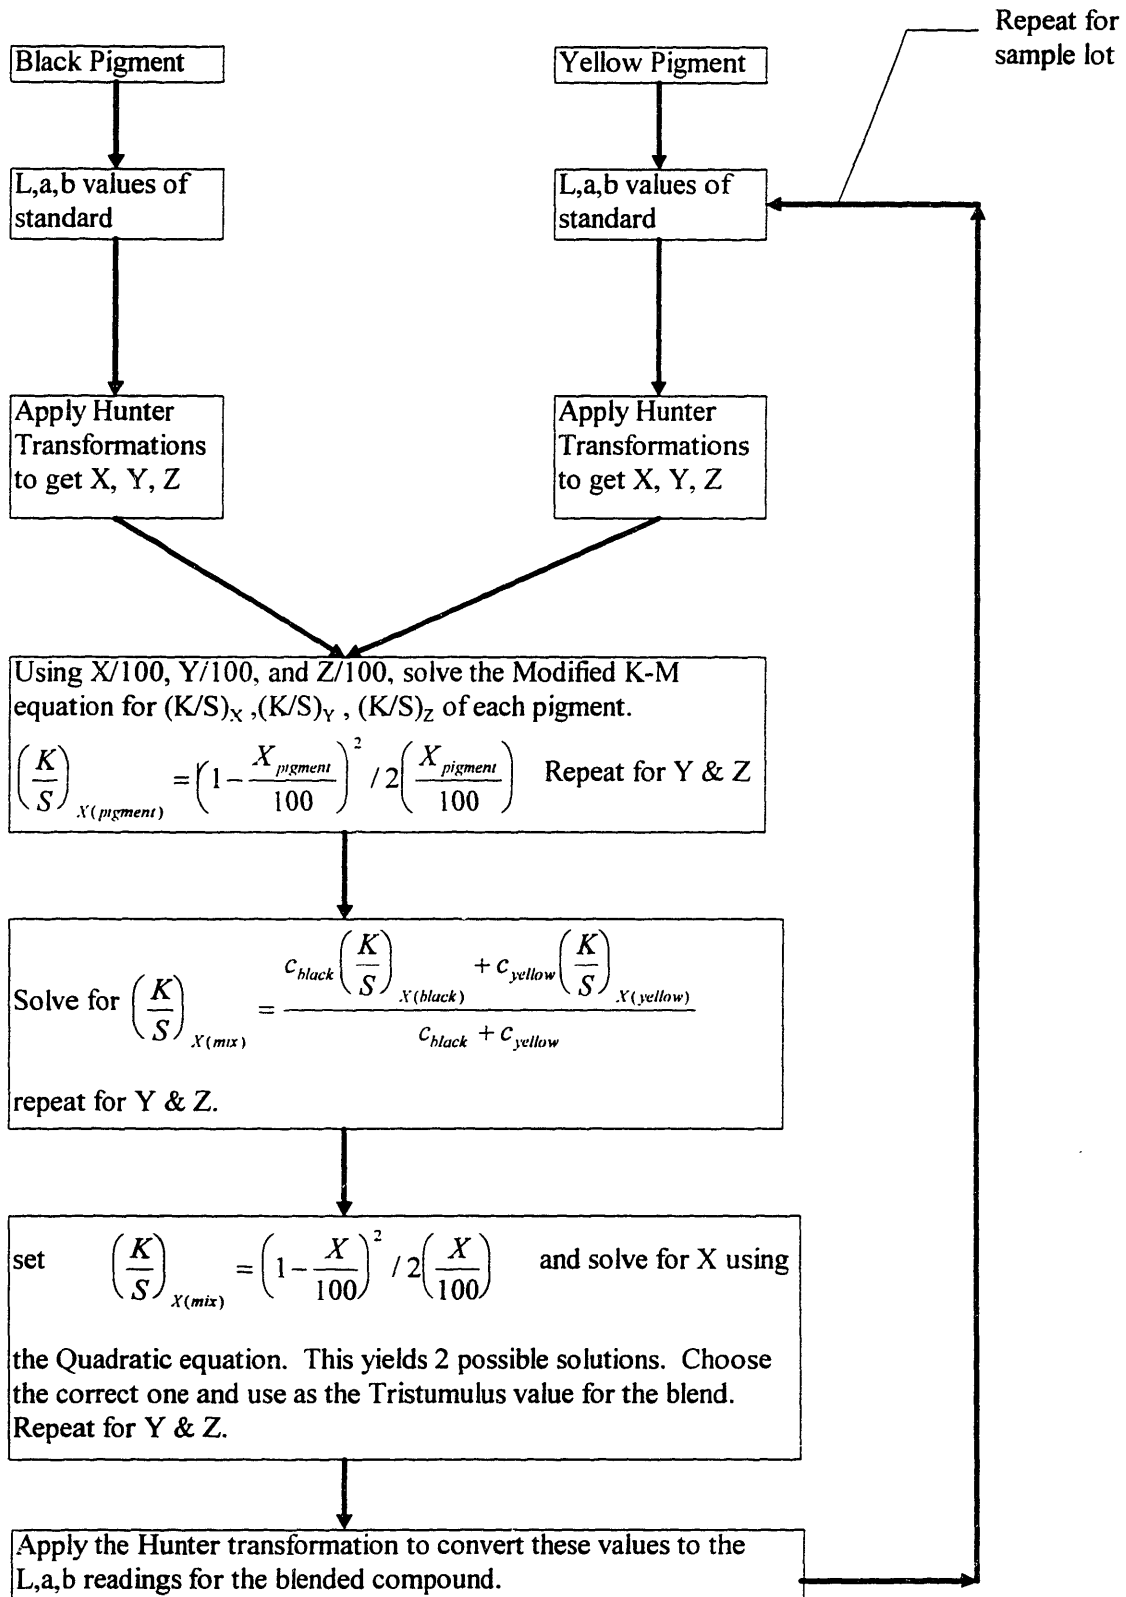 Repeat for
sample lot
Black Pigment
Yellow Pigment
L,a,b values of
standard
L,a,b values of
standard
Apply Hunter
Transformations
to get X, Y, Z
Apply Hunter
Transformations
to get X, Y, Z
Using X/100, Y/100, and Z/100, solve the Modified K-M
equation for (K/S)X ,(K/S)Y , (K/S)Z of each pigment.
(K/S)X(pigment) = (1 - Xpigment/100)² / 2(Xpigment/100) Repeat for Y & Z
Solve for (K/S)X(mix) = (cblack(K/S)X(black) + cyellow(K/S)X(yellow)) / (cblack + cyellow)
repeat for Y & Z.
set (K/S)X(mix) = (1 - X/100)² / 2(X/100) and solve for X using
the Quadratic equation. This yields 2 possible solutions. Choose
the correct one and use as the Tristumulus value for the blend.
Repeat for Y & Z.
Apply the Hunter transformation to convert these values to the
L,a,b readings for the blended compound.